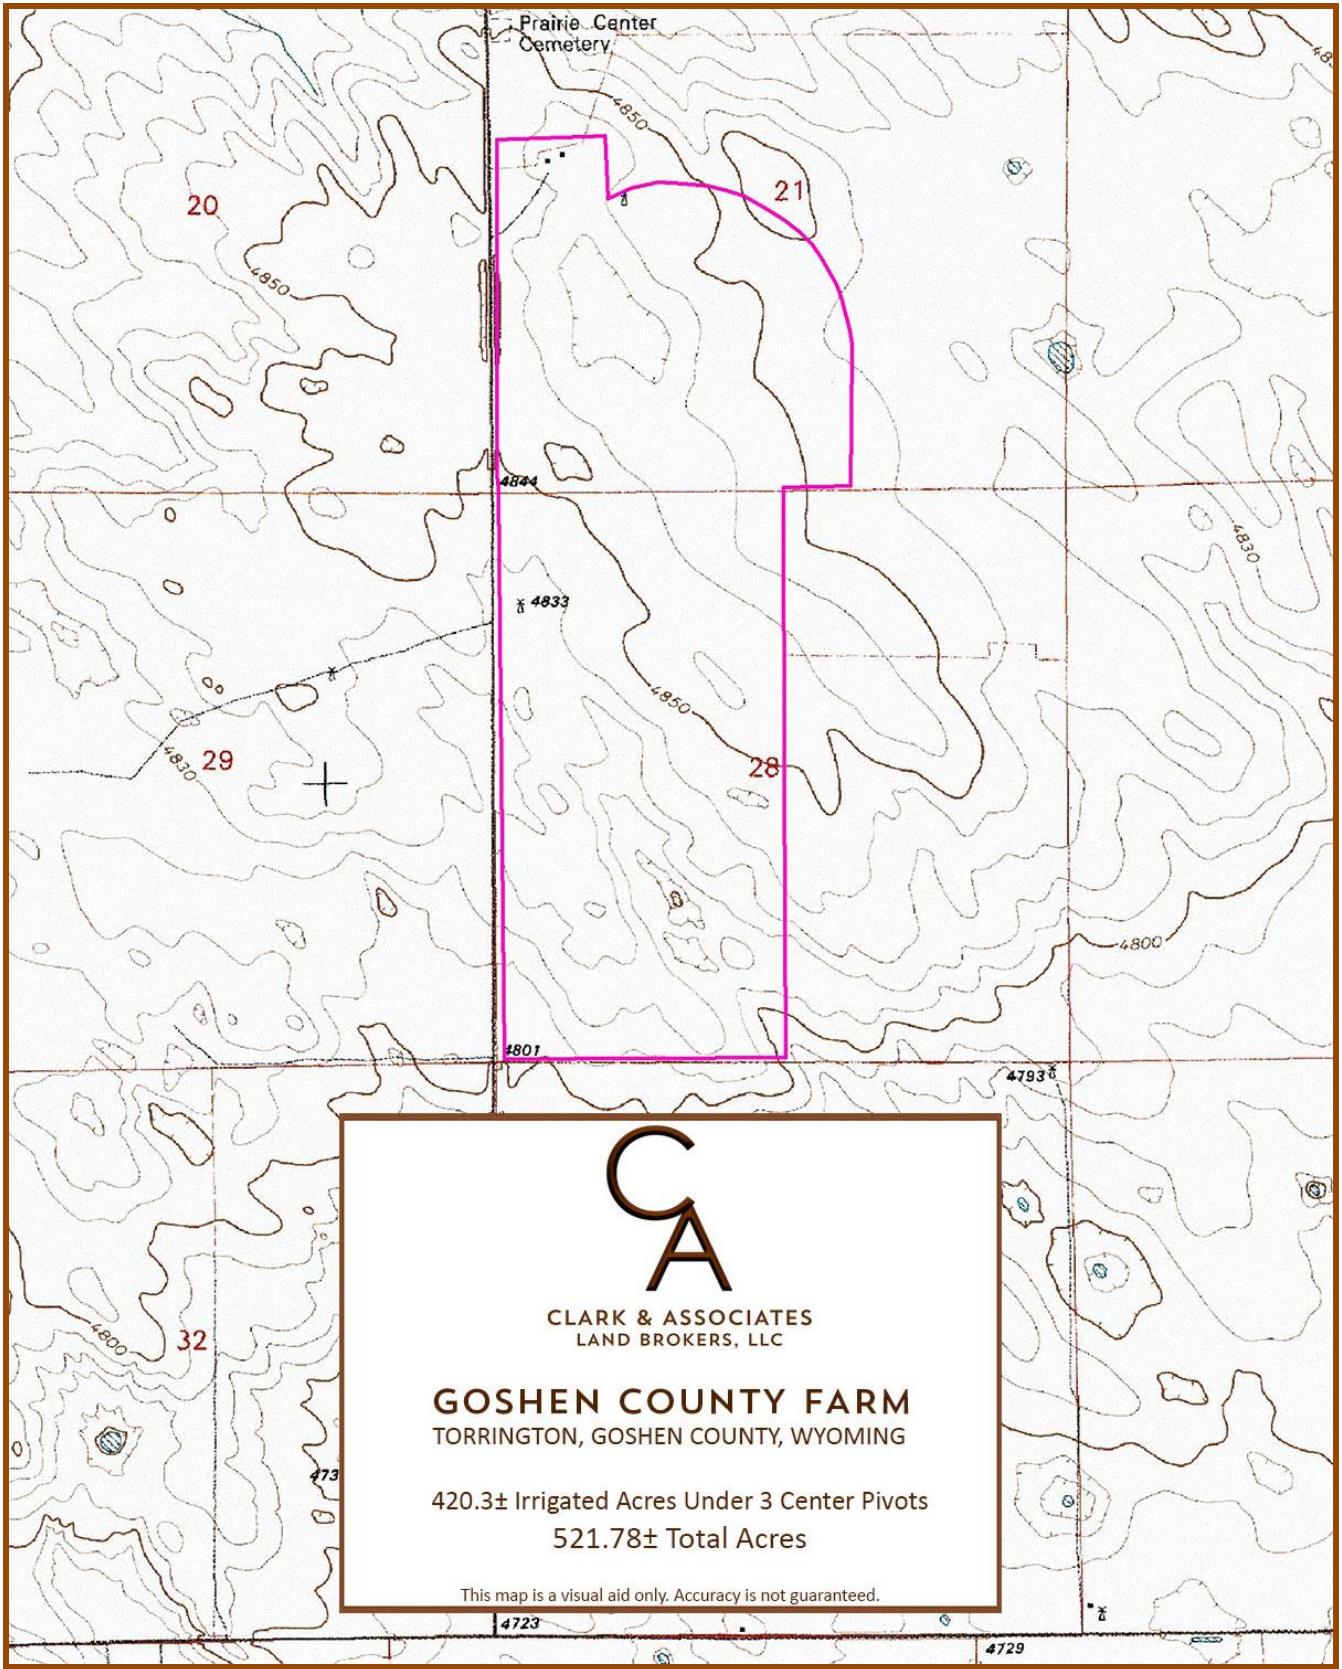 Prairie Center
Cemetery
4850
21
20
4850
4844
4830
4833
4850
29
4830
28
4800
4801
4793
CA
CLARK & ASSOCIATES
LAND BROKERS, LLC
GOSHEN COUNTY FARM
TORRINGTON, GOSHEN COUNTY, WYOMING
420.3± Irrigated Acres Under 3 Center Pivots
521.78± Total Acres
This map is a visual aid only. Accuracy is not guaranteed.
4800
32
473
4723
4729